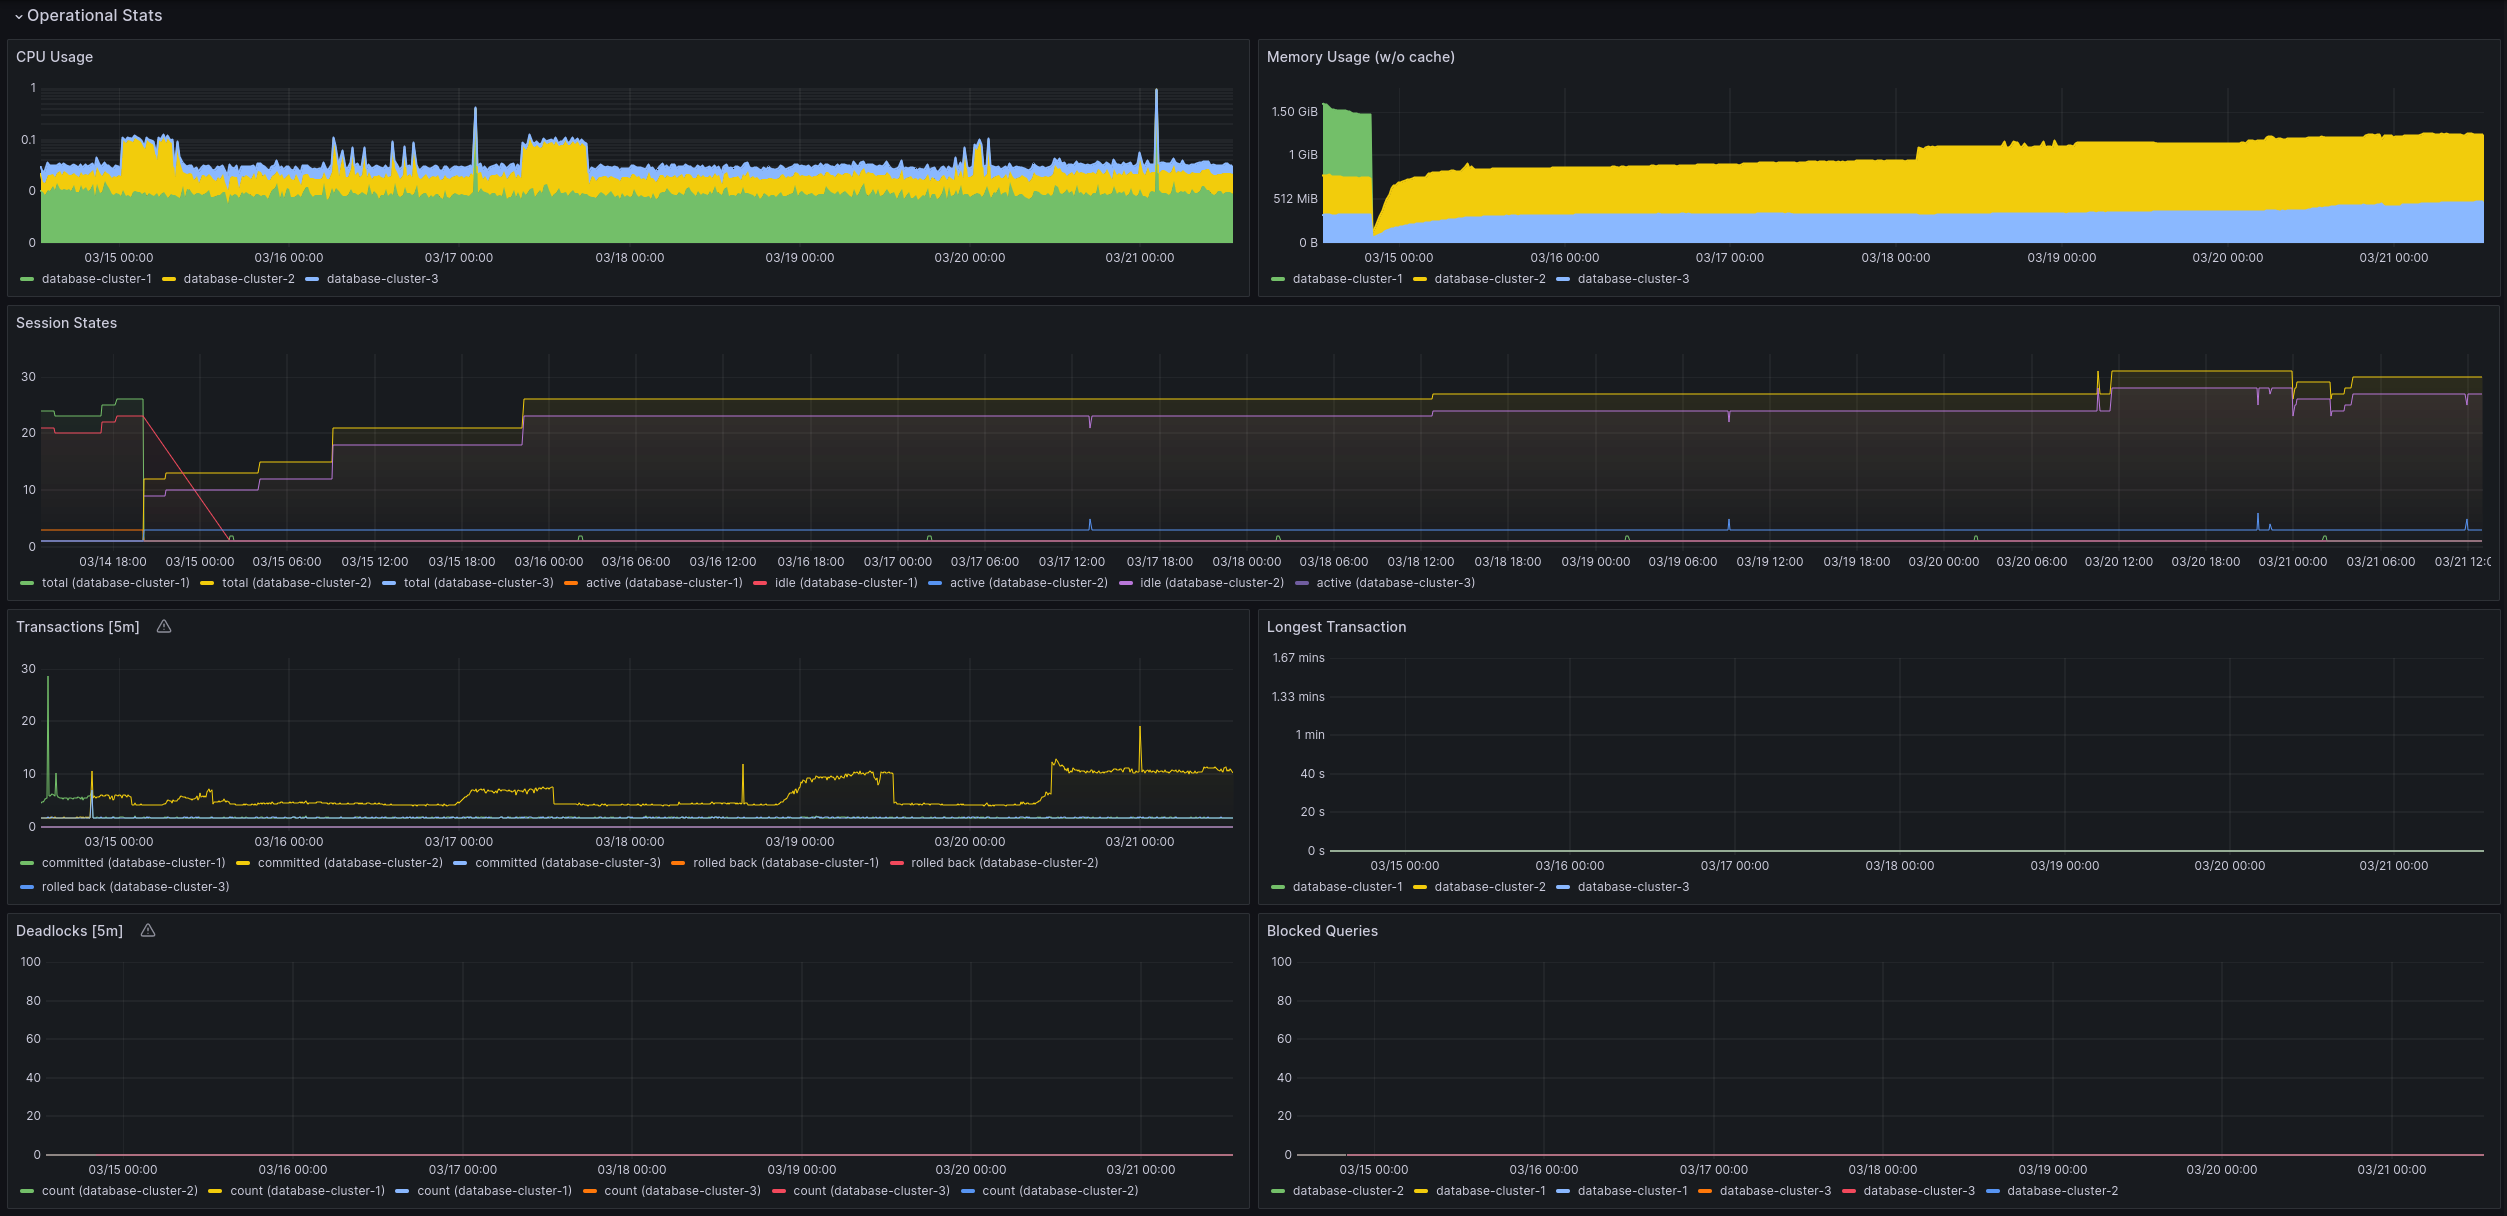 Operational Stats
CPU Usage
1
0.1
0
0
03/15 00:00 03/16 00:00 03/17 00:00 03/18 00:00 03/19 00:00 03/20 00:00 03/21 00:00
database-cluster-1 database-cluster-2 database-cluster-3
Memory Usage (w/o cache)
1.50 GiB
1 GiB
512 MiB
0 B
03/15 00:00 03/16 00:00 03/17 00:00 03/18 00:00 03/19 00:00 03/20 00:00 03/21 00:00
database-cluster-1 database-cluster-2 database-cluster-3
Session States
30
20
10
0
03/14 18:00 03/15 00:00 03/15 06:00 03/15 12:00 03/15 18:00 03/16 00:00 03/16 06:00 03/16 12:00 03/16 18:00 03/17 00:00 03/17 06:00 03/17 12:00 03/17 18:00 03/18 00:00 03/18 06:00 03/18 12:00 03/18 18:00 03/19 00:00 03/19 06:00 03/19 12:00 03/19 18:00 03/20 00:00 03/20 06:00 03/20 12:00 03/20 18:00 03/21 00:00 03/21 06:00 03/21 12:0
total (database-cluster-1) total (database-cluster-2) total (database-cluster-3) active (database-cluster-1) idle (database-cluster-1) active (database-cluster-2) idle (database-cluster-2) active (database-cluster-3)
Transactions [5m]
30
20
10
0
03/15 00:00 03/16 00:00 03/17 00:00 03/18 00:00 03/19 00:00 03/20 00:00 03/21 00:00
committed (database-cluster-1) committed (database-cluster-2) committed (database-cluster-3) rolled back (database-cluster-1) rolled back (database-cluster-2)
rolled back (database-cluster-3)
Longest Transaction
1.67 mins
1.33 mins
1 min
40 s
20 s
0 s
03/15 00:00 03/16 00:00 03/17 00:00 03/18 00:00 03/19 00:00 03/20 00:00 03/21 00:00
database-cluster-1 database-cluster-2 database-cluster-3
Deadlocks [5m]
100
80
60
40
20
0
03/15 00:00 03/16 00:00 03/17 00:00 03/18 00:00 03/19 00:00 03/20 00:00 03/21 00:00
count (database-cluster-2) count (database-cluster-1) count (database-cluster-1) count (database-cluster-3) count (database-cluster-3) count (database-cluster-2)
Blocked Queries
100
80
60
40
20
0
03/15 00:00 03/16 00:00 03/17 00:00 03/18 00:00 03/19 00:00 03/20 00:00 03/21 00:00
database-cluster-2 database-cluster-1 database-cluster-1 database-cluster-3 database-cluster-3 database-cluster-2